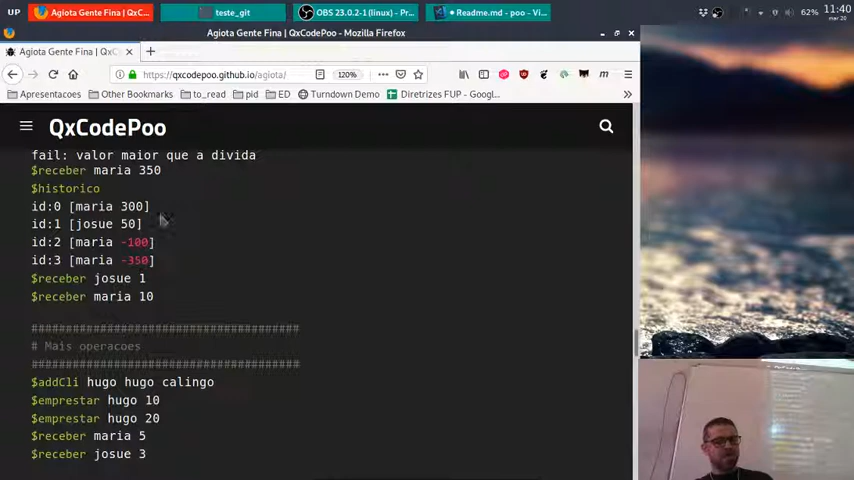 UP
Agiota Gente Fina | QxC...
teste_git
OBS 23.0.2-1 (linux) - Pr...
Readme.md - poo - Vi...
62%
11:40
mar 20
Agiota Gente Fina | QxCodePoo - Mozilla Firefox
Agiota Gente Fina | QxC
https://qxcodepoo.github.io/agiota/
120%
Apresentacoes
Other Bookmarks
to_read
pid
ED
Turndown Demo
Diretrizes FUP - Googl...
QxCodePoo
fail: valor maior que a divida
$receber maria 350
$historico
id:0 [maria 300]
id:1 [josue 50]
id:2 [maria -100]
id:3 [maria -350]
$receber josue 1
$receber maria 10
#######################################
# Mais operacoes
#######################################
$addCli hugo hugo calingo
$emprestar hugo 10
$emprestar hugo 20
$receber maria 5
$receber josue 3